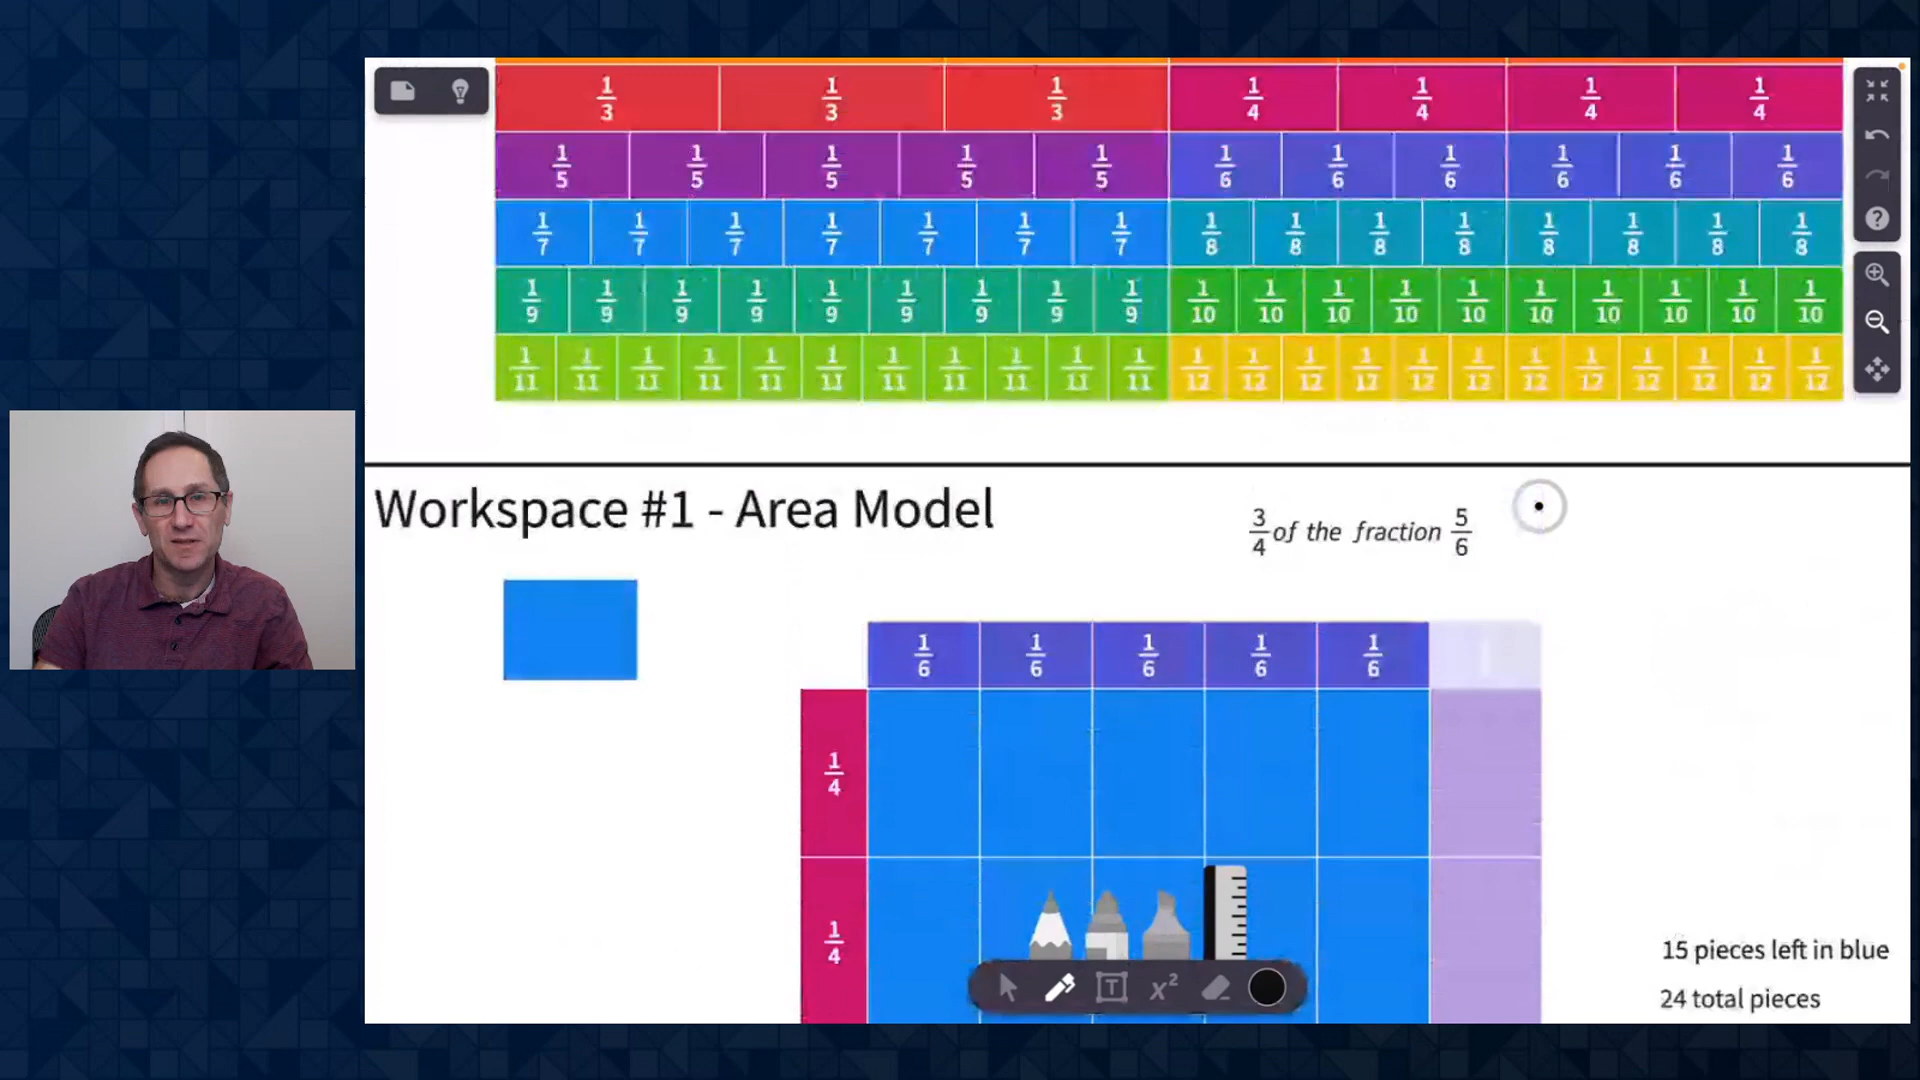 1/3 1/3 1/3 1/4 1/4 1/4 1/4
1/5 1/5 1/5 1/5 1/5 1/6 1/6 1/6 1/6 1/6 1/6
1/7 1/7 1/7 1/7 1/7 1/7 1/7 1/8 1/8 1/8 1/8 1/8 1/8 1/8 1/8
1/9 1/9 1/9 1/9 1/9 1/9 1/9 1/9 1/9 1/10 1/10 1/10 1/10 1/10 1/10 1/10 1/10 1/10 1/10
1/11 1/11 1/11 1/11 1/11 1/11 1/11 1/11 1/11 1/11 1/11 1/12 1/12 1/12 1/12 1/12 1/12 1/12 1/12 1/12 1/12 1/12 1/12
Workspace #1 - Area Model
3/4 of the fraction 5/6
1/6 1/6 1/6 1/6 1/6
1/4
1/4
15 pieces left in blue
24 total pieces
T x²